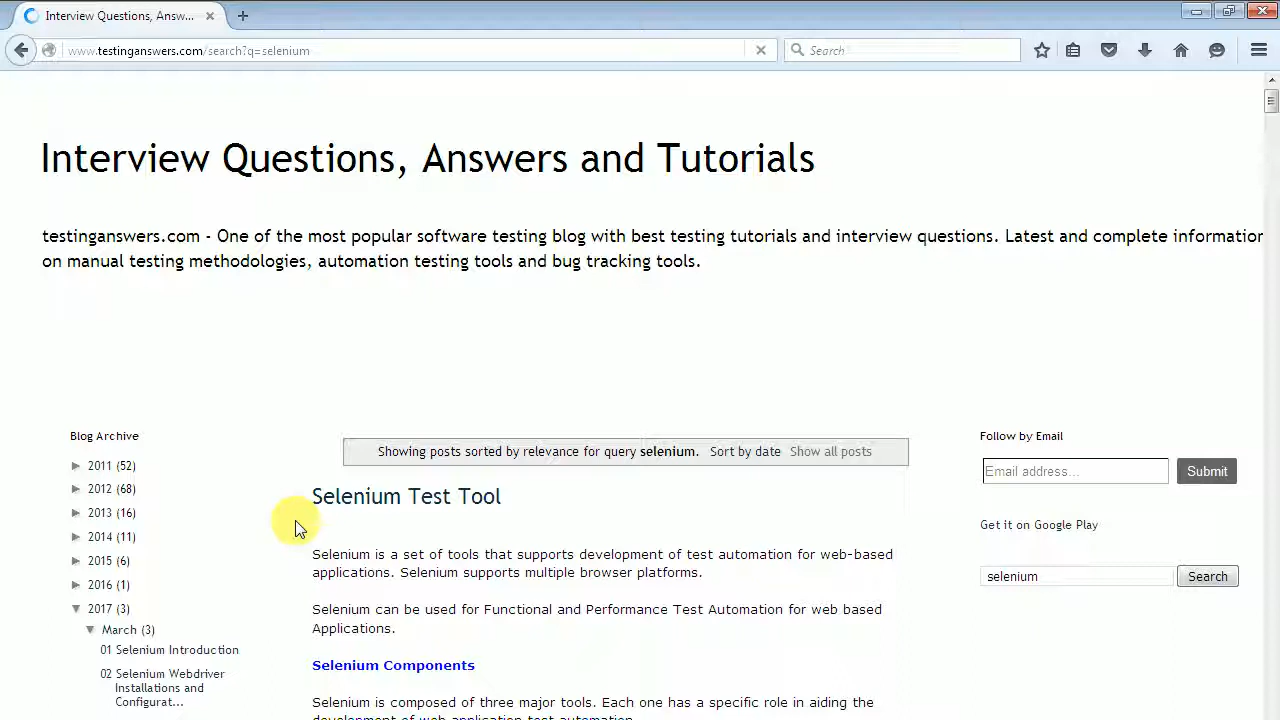 Interview Questions, Answ...
www.testinganswers.com/search?q=selenium
Search
Interview Questions, Answers and Tutorials
testinganswers.com - One of the most popular software testing blog with best testing tutorials and interview questions. Latest and complete information
on manual testing methodologies, automation testing tools and bug tracking tools.
Blog Archive
2011 (52)
2012 (68)
2013 (16)
2014 (11)
2015 (6)
2016 (1)
2017 (3)
March (3)
01 Selenium Introduction
02 Selenium Webdriver
Installations and
Configurat...
Showing posts sorted by relevance for query selenium. Sort by date Show all posts
Selenium Test Tool
Selenium is a set of tools that supports development of test automation for web-based
applications. Selenium supports multiple browser platforms.
Selenium can be used for Functional and Performance Test Automation for web based
Applications.
Selenium Components
Selenium is composed of three major tools. Each one has a specific role in aiding the
development of web application test automation.
Follow by Email
Email address...
Submit
Get it on Google Play
selenium
Search